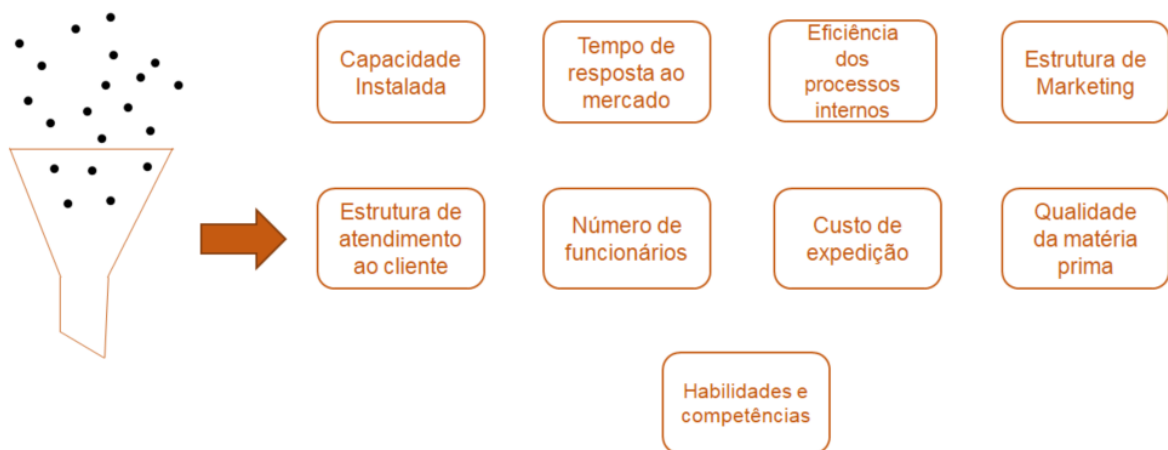 Capacidade
Instalada
Tempo de
resposta ao
mercado
Eficiência
dos
processos
internos
Estrutura de
Marketing
Estrutura de
atendimento
ao cliente
Número de
funcionários
Custo de
expedição
Qualidade
da matéria
prima
Habilidades e
competências